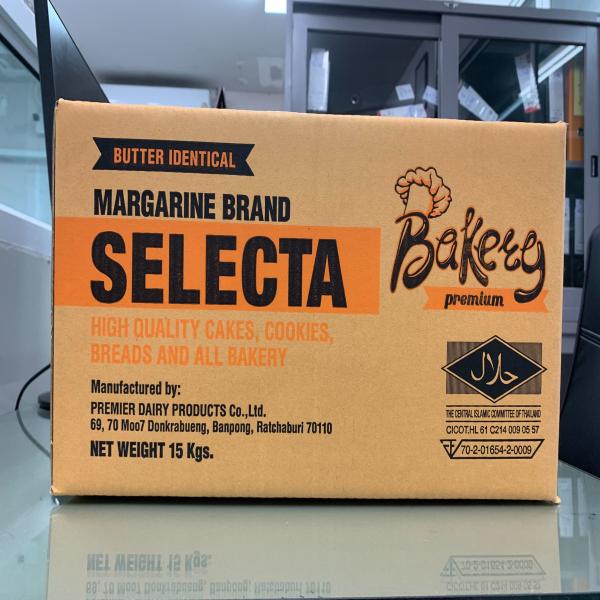 BUTTER IDENTICAL
MARGARINE BRAND
SELECTA
HIGH QUALITY CAKES, COOKIES,
BREADS AND ALL BAKERY
Manufactured by:
PREMIER DAIRY PRODUCTS Co.,Ltd.
69, 70 Moo7 Donkrabueng, Banpong, Ratchaburi 70110
NET WEIGHT 15 Kgs.
Bakery
premium
حلال
THE CENTRAL ISLAMIC COMMITTEE OF THAILAND
CICOT.HL 61 C214 009 05 57
70-2-01654-2-0009